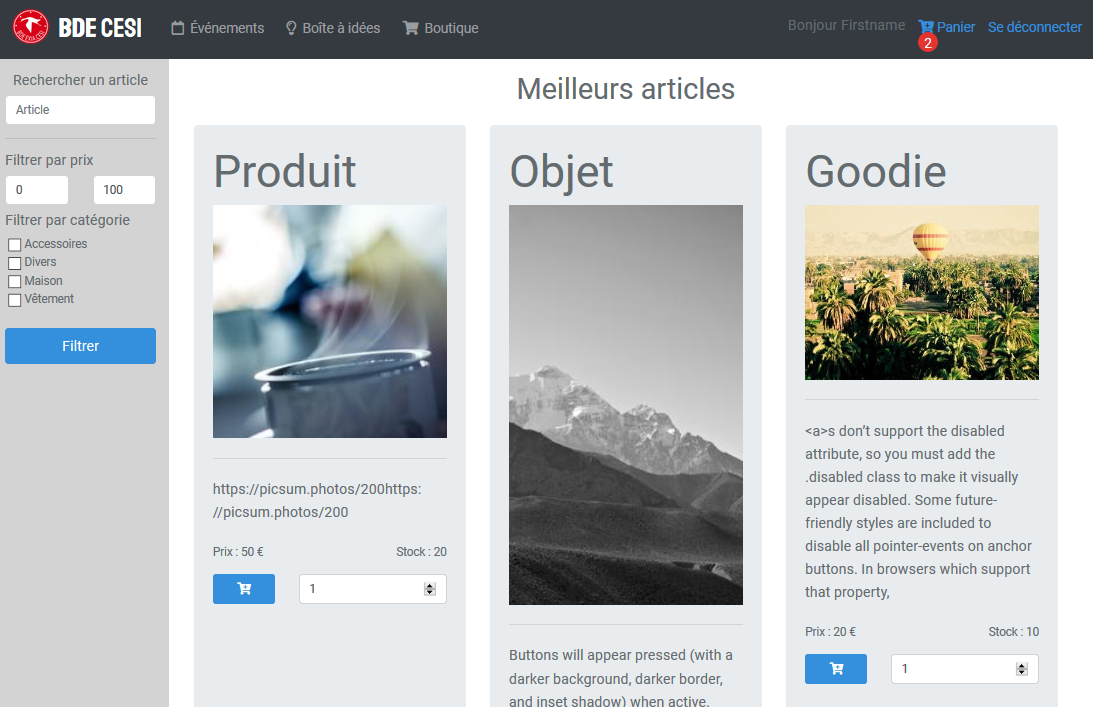 BDE CESI
Événements
Boîte à idées
Boutique
Bonjour Firstname
Panier
2
Se déconnecter
Rechercher un article
Article
Filtrer par prix
0
100
Filtrer par catégorie
Accessoires
Divers
Maison
Vêtement
Filtrer
Meilleurs articles
Produit
https://picsum.photos/200https:
//picsum.photos/200
Prix : 50 €
Stock : 20
1
Objet
Buttons will appear pressed (with a
darker background, darker border,
and inset shadow) when active.
Goodie
<a>s don’t support the disabled
attribute, so you must add the
.disabled class to make it visually
appear disabled. Some future-
friendly styles are included to
disable all pointer-events on anchor
buttons. In browsers which support
that property,
Prix : 20 €
Stock : 10
1